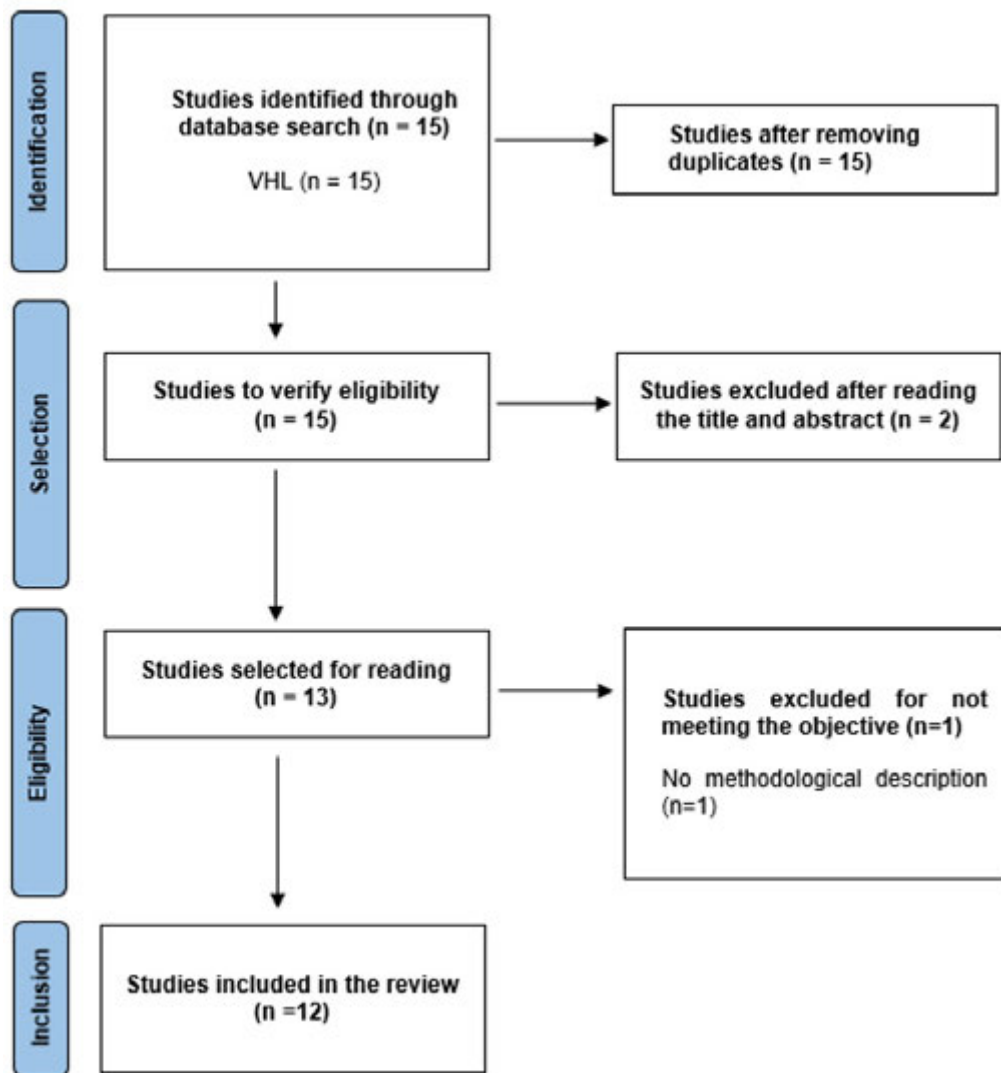 Identification
Studies identified through
database search (n = 15)
VHL (n = 15)
Studies after removing
duplicates (n = 15)
Selection
Studies to verify eligibility
(n = 15)
Studies excluded after reading
the title and abstract (n = 2)
Eligibility
Studies selected for reading
(n = 13)
Studies excluded for not
meeting the objective (n=1)
No methodological description
(n=1)
Inclusion
Studies included in the review
(n =12)